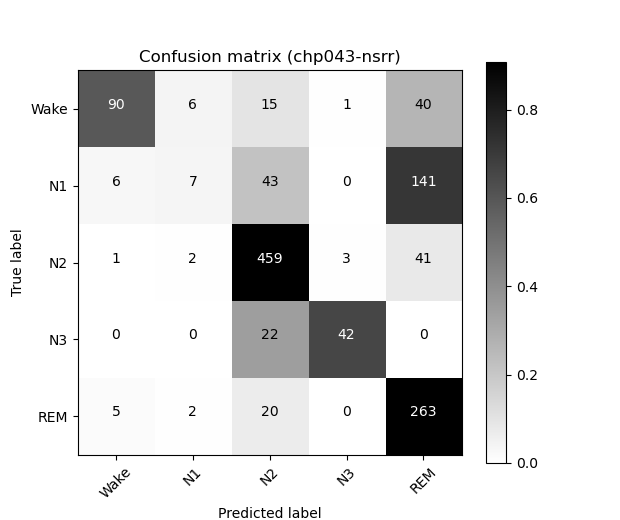 Confusion matrix (chp043-nsrr)
True label
Wake 90 6 15 1 40
N1 6 7 43 0 141
N2 1 2 459 3 41
N3 0 0 22 42 0
REM 5 2 20 0 263
Wake N1 N2 N3 REM
Predicted label
0.8
0.6
0.4
0.2
0.0